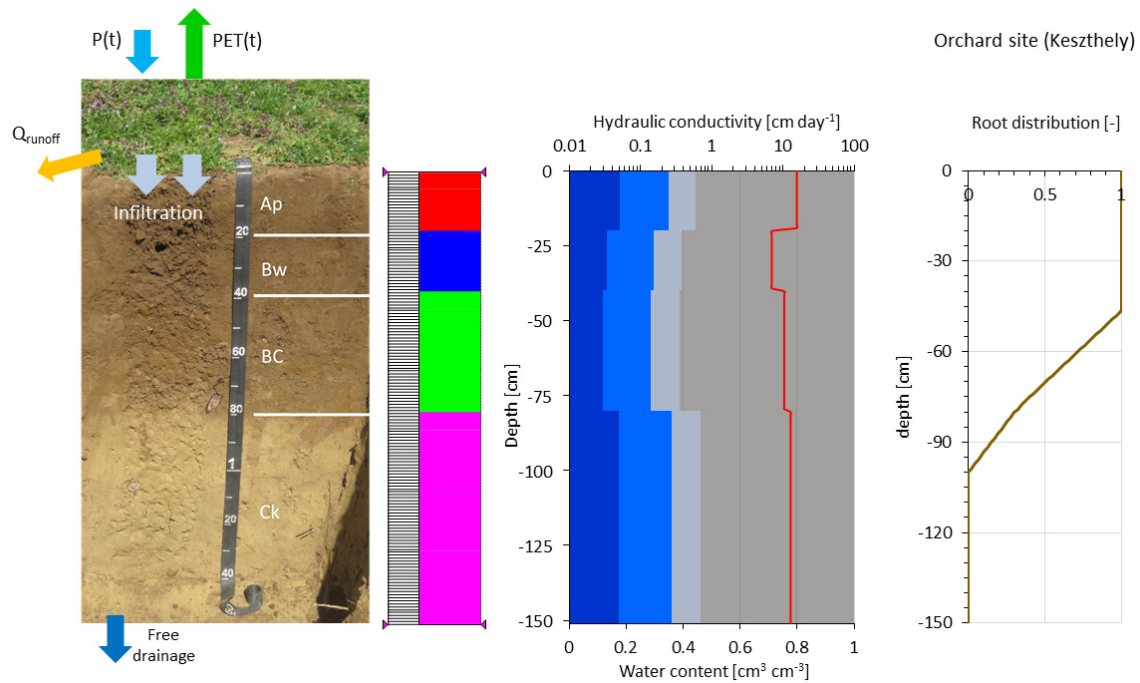 P(t)
PET(t)
Orchard site (Keszthely)
Q_runoff
Infiltration
Ap
20
Bw
40
BC
60
80
1
Ck
20
40
Free
drainage
Hydraulic conductivity [cm day⁻¹]
0.01 0.1 1 10 100
Depth [cm]
0
-25
-50
-75
-100
-125
-150
0 0.2 0.4 0.6 0.8 1
Water content [cm³ cm⁻³]
Root distribution [-]
0 0.5 1
depth [cm]
0
-30
-60
-90
-120
-150